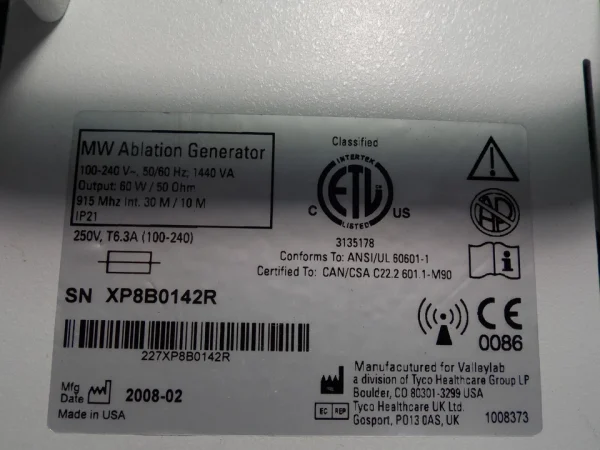 MW Ablation Generator
100-240 V~, 50/60 Hz; 1440 VA
Output: 60 W / 50 Ohm
915 Mhz Int. 30 M / 10 M
IP21
250V, T6.3A (100-240)
SN XP8B0142R
227XP8B0142R
Mfg
Date
2008-02
Made in USA
Classified
INTERTEK
ETL
LISTED
C US
3135178
Conforms To: ANSI/UL 60601-1
Certified To: CAN/CSA C22.2 601.1-M90
i
CE
0086
Manufactured for Valleylab
a division of Tyco Healthcare Group LP
Boulder, CO 80301-3299 USA
EC REP
Tyco Healthcare UK Ltd.
Gosport, PO13 0AS, UK
1008373